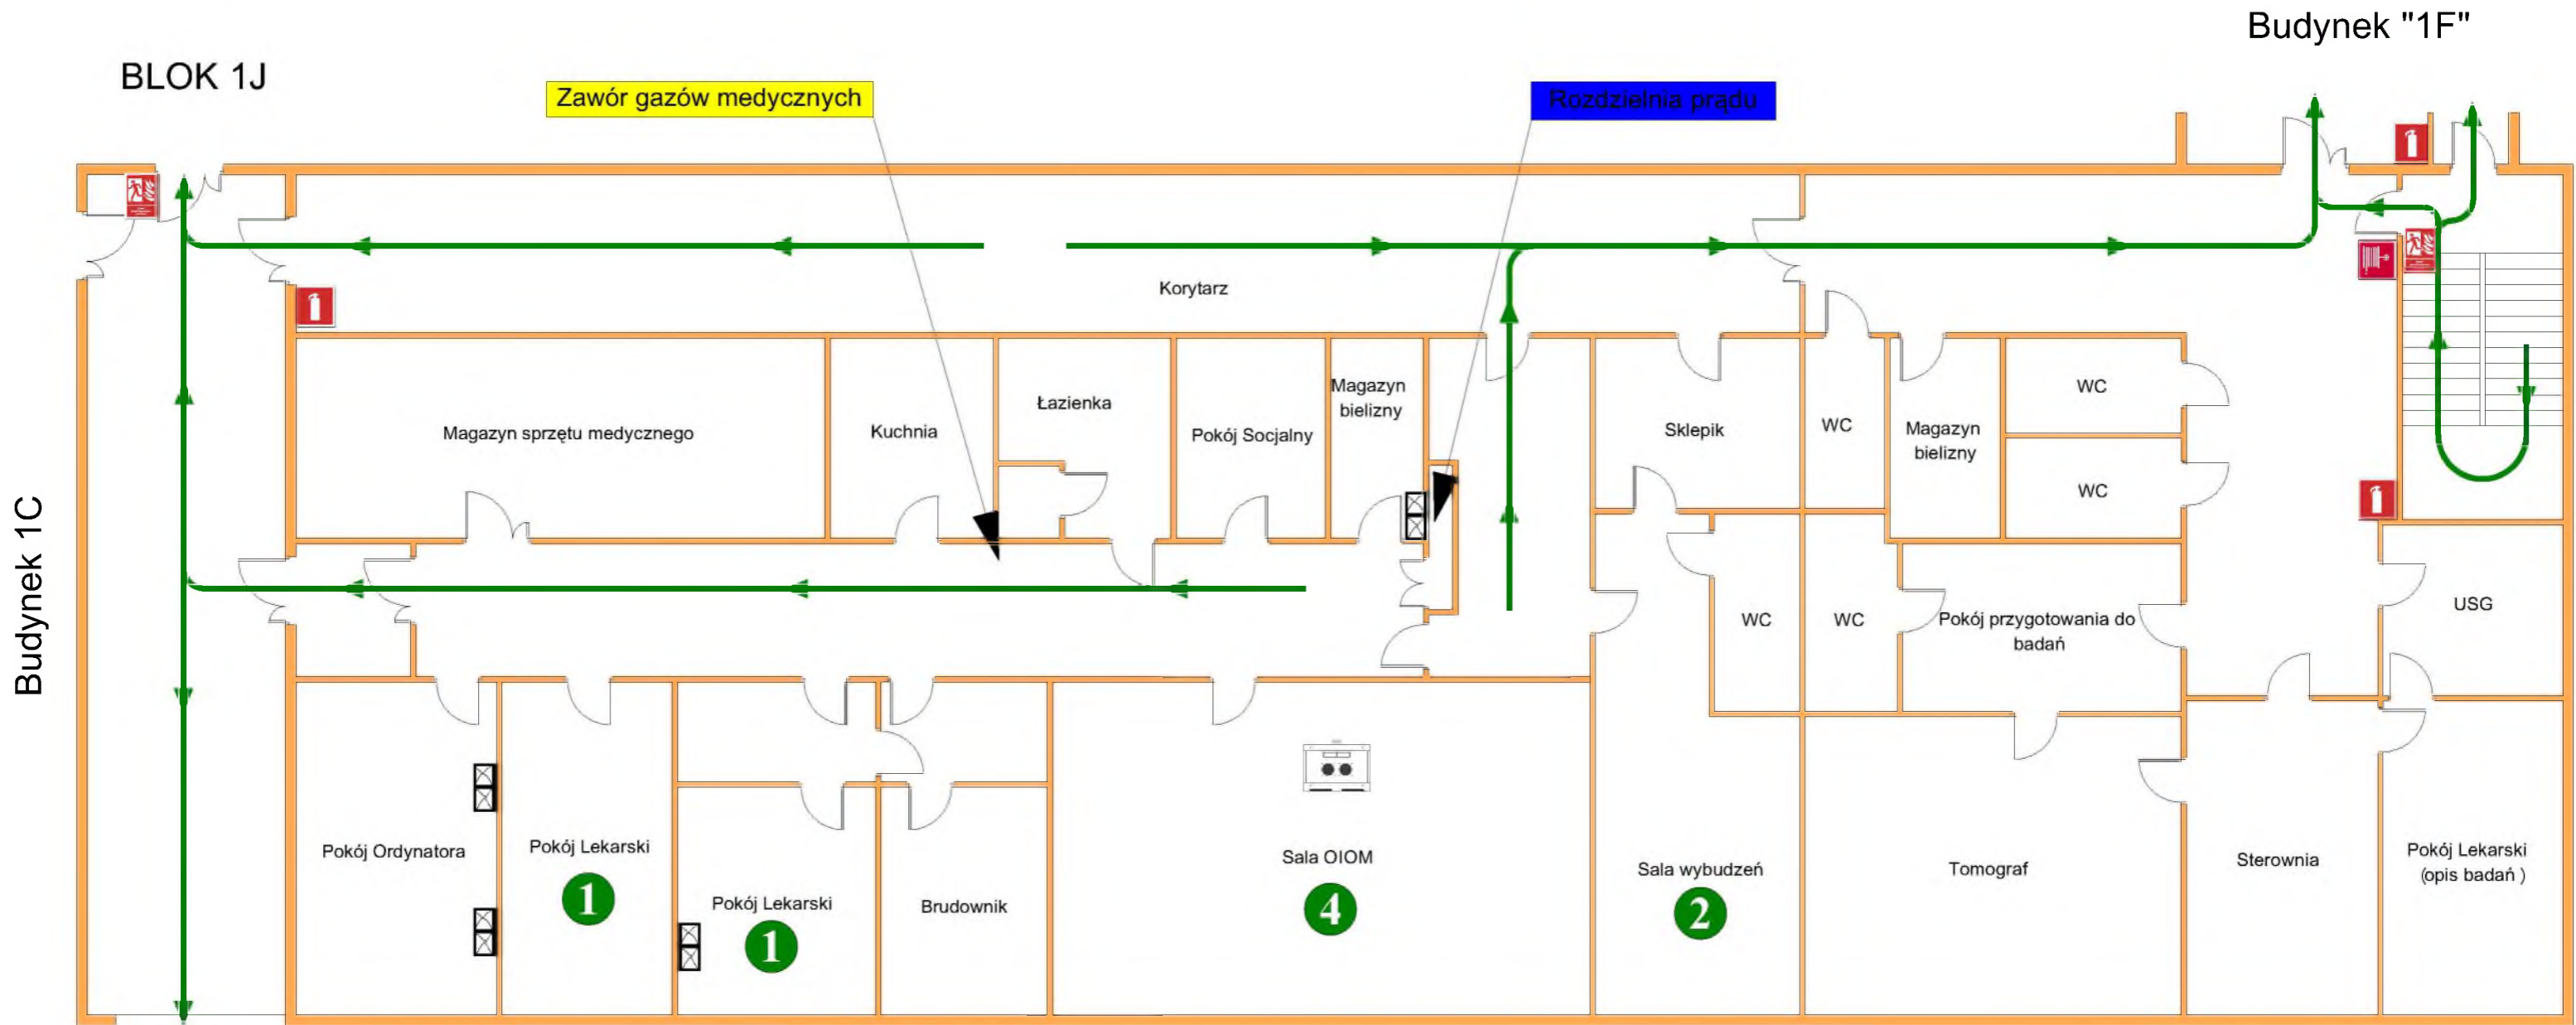 Budynek "1F"
BLOK 1J
Zawór gazów medycznych
Rozdzielnia prądu
Korytarz
Magazyn sprzętu medycznego
Kuchnia
Łazienka
Pokój Socjalny
Magazyn
bielizny
Sklepik
WC
Magazyn
bielizny
WC
WC
Budynek 1C
WC
WC
Pokój przygotowania do
badań
USG
Pokój Ordynatora
Pokój Lekarski
1
Pokój Lekarski
1
Brudownik
Sala OIOM
4
Sala wybudzeń
2
Tomograf
Sterownia
Pokój Lekarski
(opis badań )